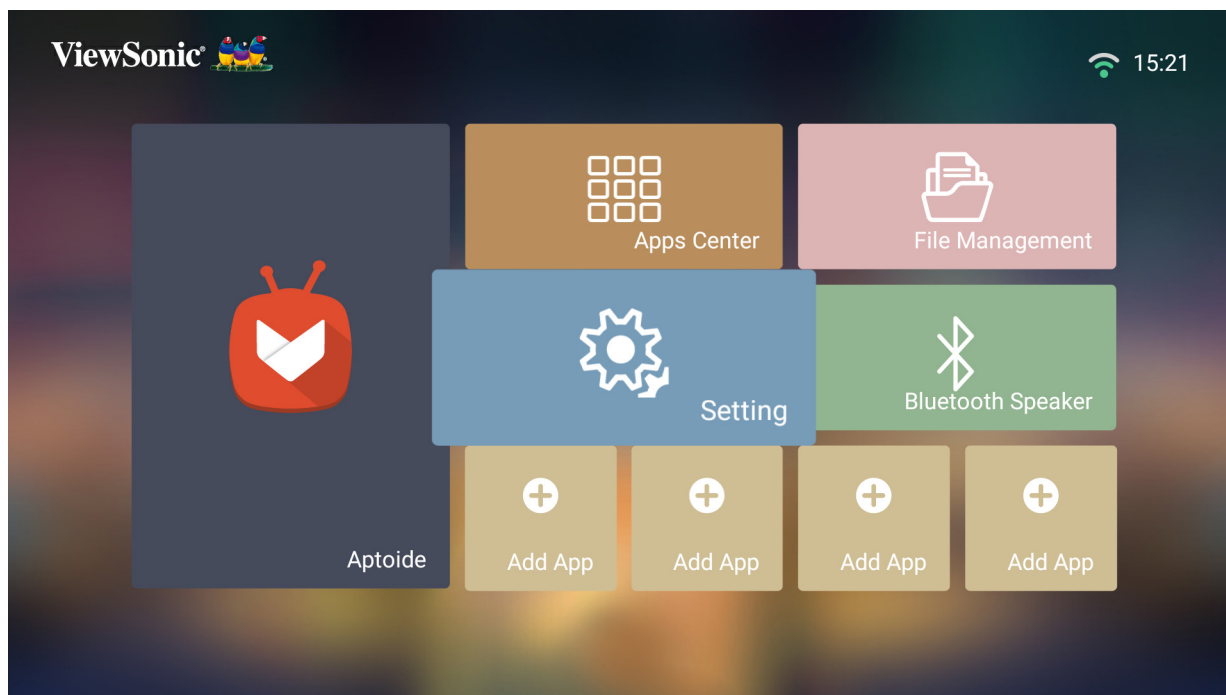 ViewSonic®
15:21
Apps Center
File Management
Setting
Bluetooth Speaker
Aptoide
Add App
Add App
Add App
Add App